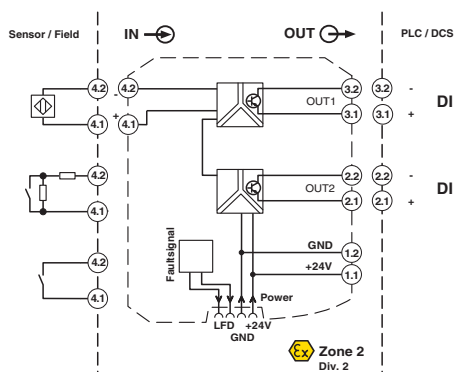 Sensor / Field
IN
OUT
PLC / DCS
4.2
4.2
-
3.2
3.2
-
DI
OUT1
4.1
+
4.1
3.1
3.1
+
4.2
2.2
2.2
-
DI
OUT2
4.1
2.1
2.1
+
Faultsignal
GND
1.2
4.2
+24V
1.1
4.1
Power
LFD
+24V
GND
Ex
Zone 2
Div. 2